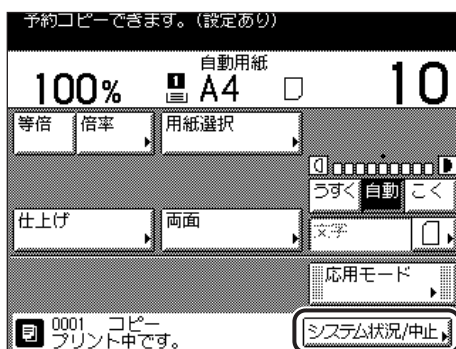 予約コピーできます。(設定あり)
自動用紙
100% 1 A4 10
等倍 倍率 用紙選択
うすく 自動 こく
仕上げ 両面 文字
応用モード
0001 コピー
プリント中です。
システム状況/中止